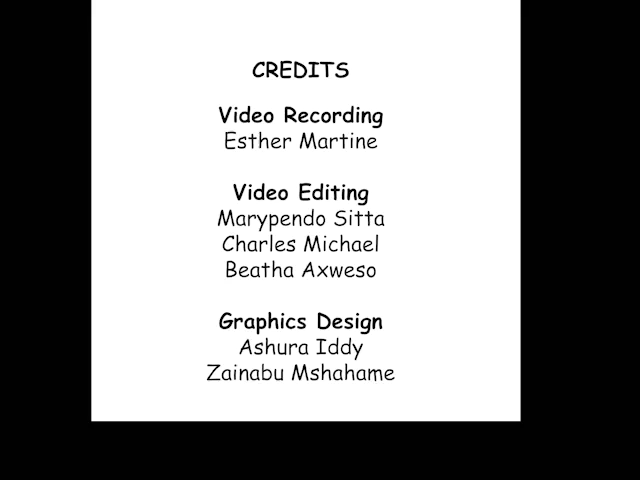 CREDITS
Video Recording
Esther Martine
Video Editing
Marypendo Sitta
Charles Michael
Beatha Axweso
Graphics Design
Ashura Iddy
Zainabu Mshahame